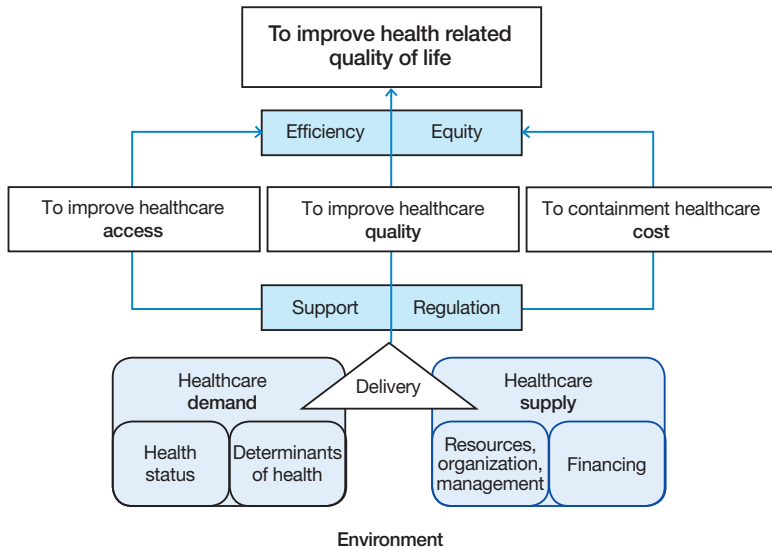 To improve health related
quality of life
Efficiency Equity
To improve healthcare
access
To improve healthcare
quality
To containment healthcare
cost
Support Regulation
Healthcare
demand
Delivery
Healthcare
supply
Health
status
Determinants
of health
Resources,
organization,
management
Financing
Environment